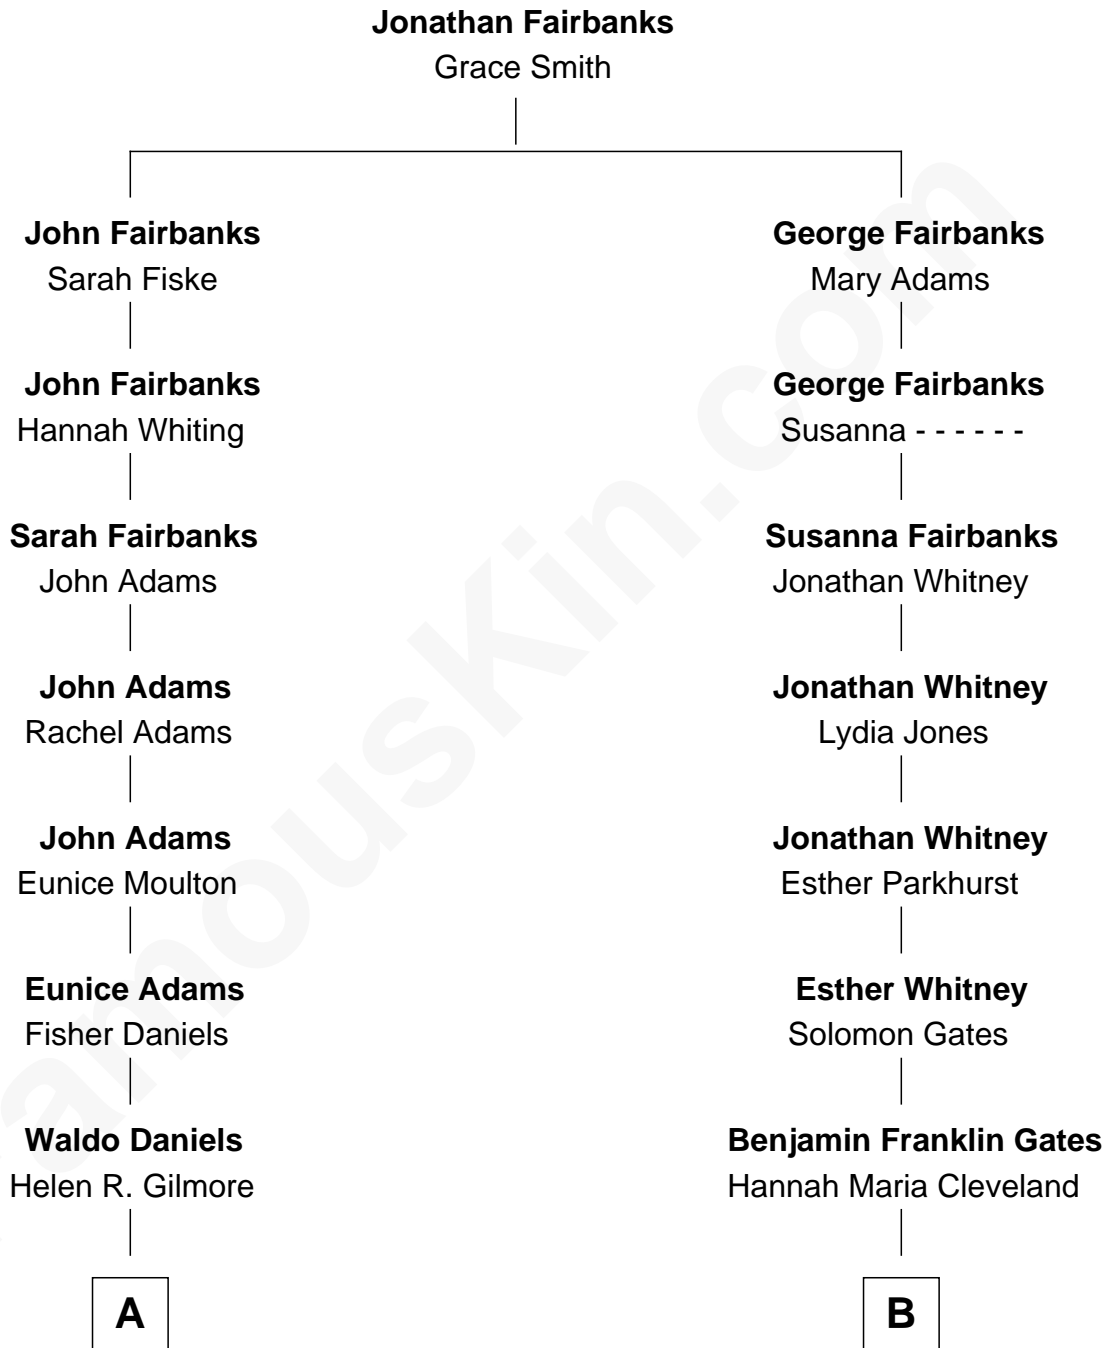 Jonathan Fairbanks
Grace Smith
John Fairbanks
Sarah Fiske
George Fairbanks
Mary Adams
John Fairbanks
Hannah Whiting
George Fairbanks
Susanna - - - - - -
Sarah Fairbanks
John Adams
Susanna Fairbanks
Jonathan Whitney
John Adams
Rachel Adams
Jonathan Whitney
Lydia Jones
John Adams
Eunice Moulton
Jonathan Whitney
Esther Parkhurst
Eunice Adams
Fisher Daniels
Esther Whitney
Solomon Gates
Waldo Daniels
Helen R. Gilmore
Benjamin Franklin Gates
Hannah Maria Cleveland
A
B
amouskin.com